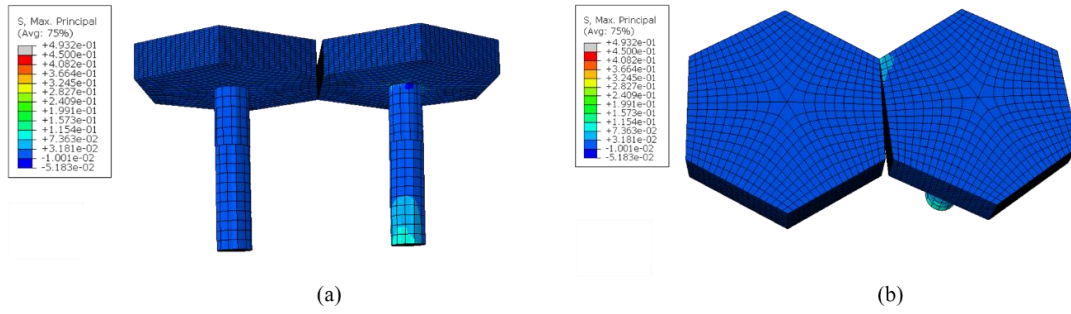 S, Max. Principal
(Avg: 75%)
+4.932e-01
+4.500e-01
+4.082e-01
+3.664e-01
+3.245e-01
+2.827e-01
+2.409e-01
+1.991e-01
+1.573e-01
+1.154e-01
+7.363e-02
+3.181e-02
-1.001e-02
-5.183e-02
(a)
S, Max. Principal
(Avg: 75%)
+4.932e-01
+4.500e-01
+4.082e-01
+3.664e-01
+3.245e-01
+2.827e-01
+2.409e-01
+1.991e-01
+1.573e-01
+1.154e-01
+7.363e-02
+3.181e-02
-1.001e-02
-5.183e-02
(b)